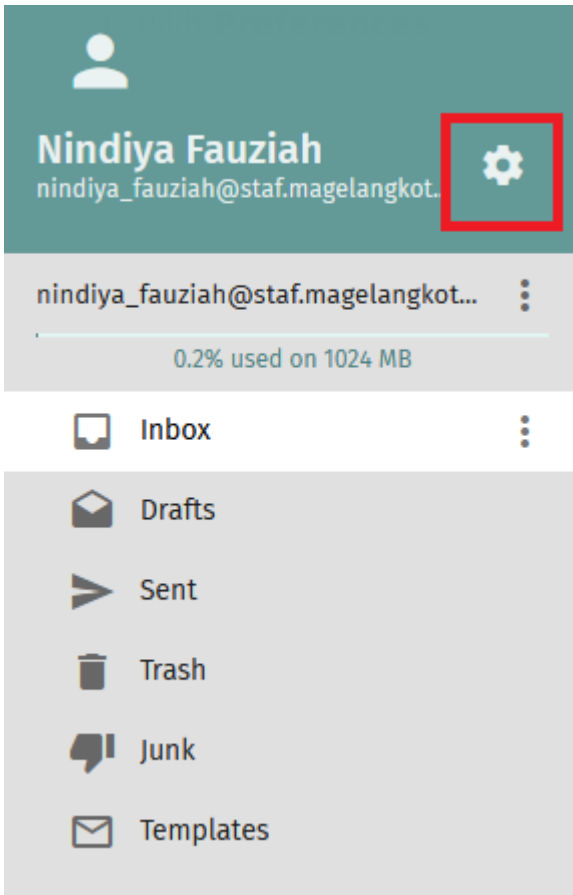 Nindiya Fauziah
nindiya_fauziah@staf.magelangkot..
nindiya_fauziah@staf.magelangkot...
0.2% used on 1024 MB
Inbox
Drafts
Sent
Trash
Junk
Templates